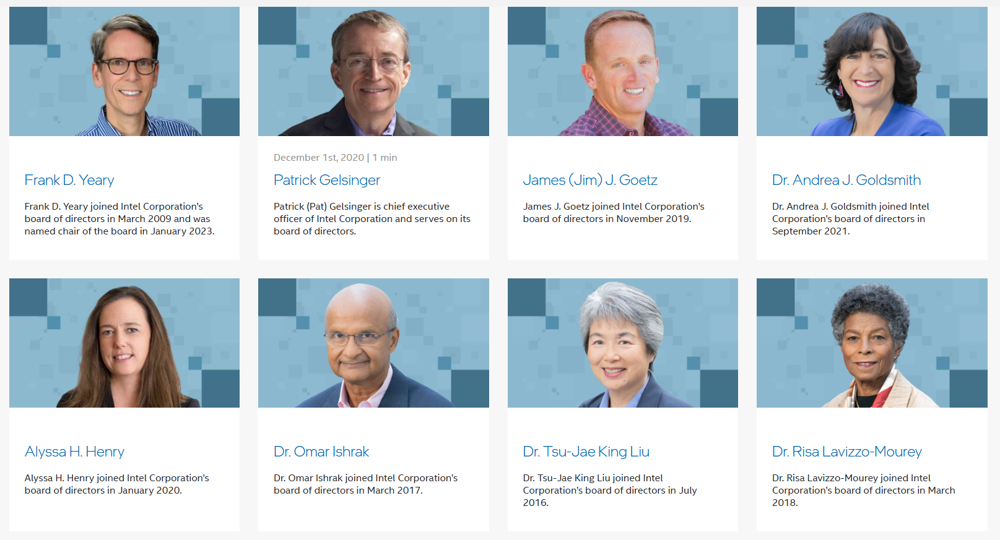 Frank D. Yeary
Frank D. Yeary joined Intel Corporation's
board of directors in March 2009 and was
named chair of the board in January 2023.
December 1st, 2020 | 1 min
Patrick Gelsinger
Patrick (Pat) Gelsinger is chief executive
officer of Intel Corporation and serves on its
board of directors.
James (Jim) J. Goetz
James J. Goetz joined Intel Corporation's
board of directors in November 2019.
Dr. Andrea J. Goldsmith
Dr. Andrea J. Goldsmith joined Intel
Corporation's board of directors in
September 2021.
Alyssa H. Henry
Alyssa H. Henry joined Intel Corporation's
board of directors in January 2020.
Dr. Omar Ishrak
Dr. Omar Ishrak joined Intel Corporation's
board of directors in March 2017.
Dr. Tsu-Jae King Liu
Dr. Tsu-Jae King Liu joined Intel
Corporation's board of directors in July
2016.
Dr. Risa Lavizzo-Mourey
Dr. Risa Lavizzo-Mourey joined Intel
Corporation's board of directors in March
2018.